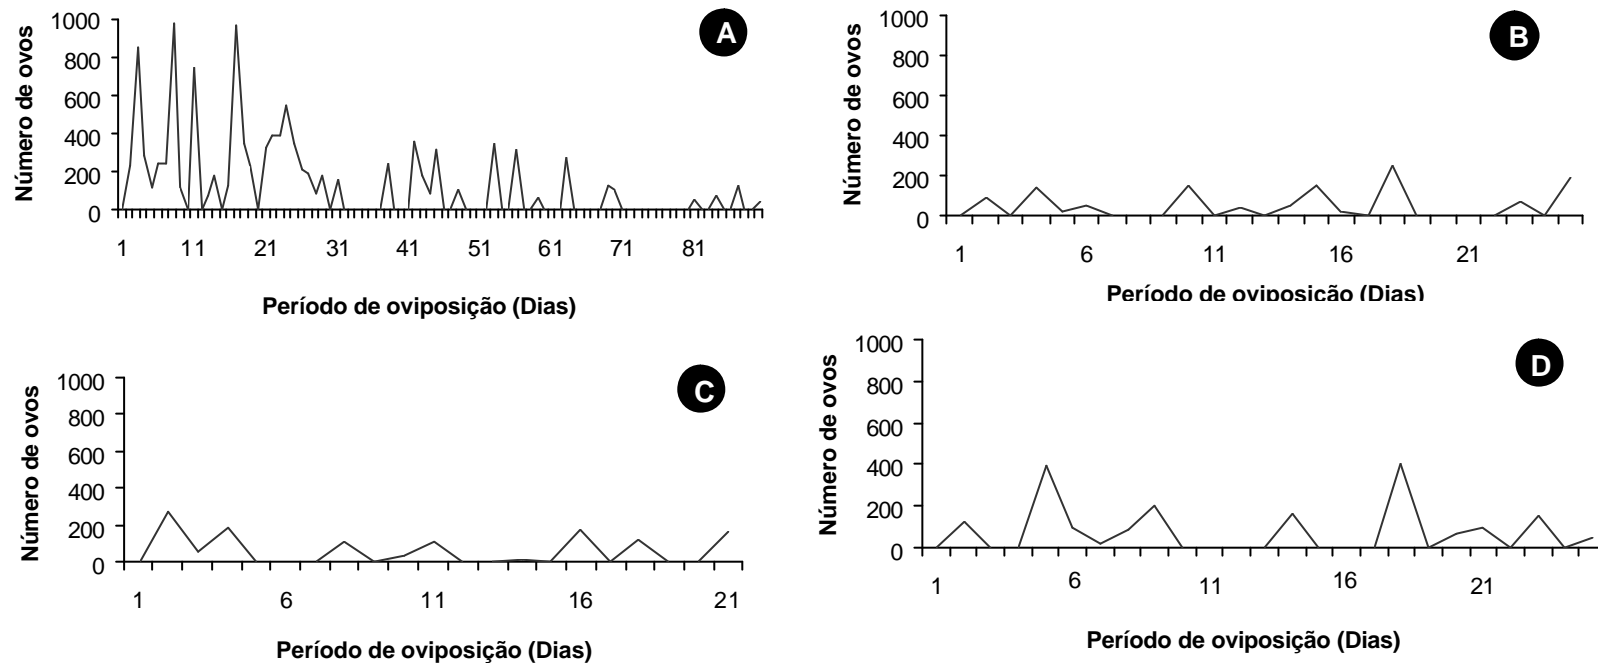 A
Número de ovos
1000
800
600
400
200
0
1 11 21 31 41 51 61 71 81
Período de oviposição (Dias)
B
Número de ovos
1000
800
600
400
200
0
1 6 11 16 21
Período de oviposição (Dias)
C
Número de ovos
1000
800
600
400
200
0
1 6 11 16 21
Período de oviposição (Dias)
D
Número de ovos
1000
800
600
400
200
0
1 6 11 16 21
Período de oviposição (Dias)